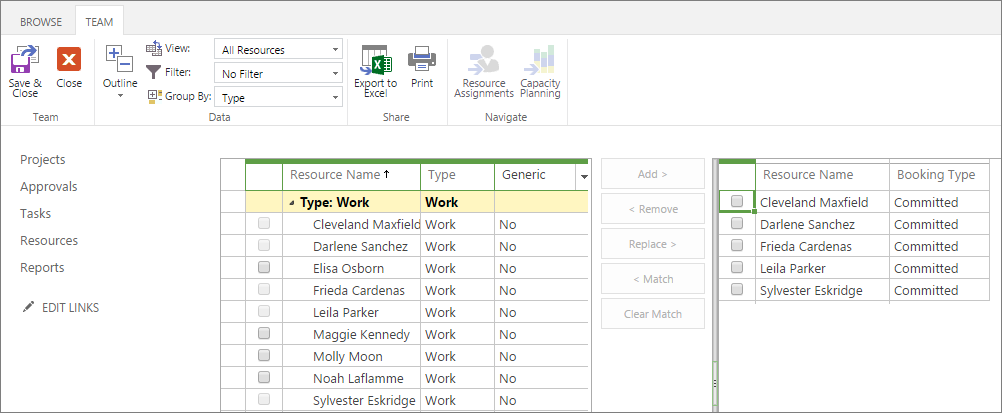 BROWSE TEAM
Save & Close
Close
Team
Outline
View: All Resources
Filter: No Filter
Group By: Type
Data
Export to Excel
Print
Share
Resource Assignments
Capacity Planning
Navigate
Projects
Approvals
Tasks
Resources
Reports
EDIT LINKS
Resource Name Type Generic
Type: Work Work
Cleveland Maxfield Work No
Darlene Sanchez Work No
Elisa Osborn Work No
Frieda Cardenas Work No
Leila Parker Work No
Maggie Kennedy Work No
Molly Moon Work No
Noah Laflamme Work No
Sylvester Eskridge Work No
Add >
< Remove
Replace >
< Match
Clear Match
Resource Name Booking Type
Cleveland Maxfield Committed
Darlene Sanchez Committed
Frieda Cardenas Committed
Leila Parker Committed
Sylvester Eskridge Committed